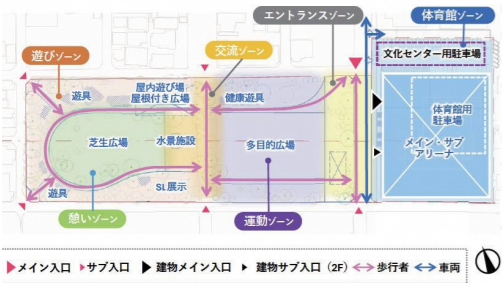 エントランスゾーン
体育館ゾーン
遊びゾーン
交流ゾーン
文化センター用駐車場
遊具
屋内遊び場
屋根付き広場
健康遊具
体育館用
駐車場
芝生広場
水景施設
多目的広場
メイン・サブ
アリーナ
遊具
SL展示
憩いゾーン
運動ゾーン
メイン入口 サブ入口 建物メイン入口 建物サブ入口（2F） 歩行者 車両